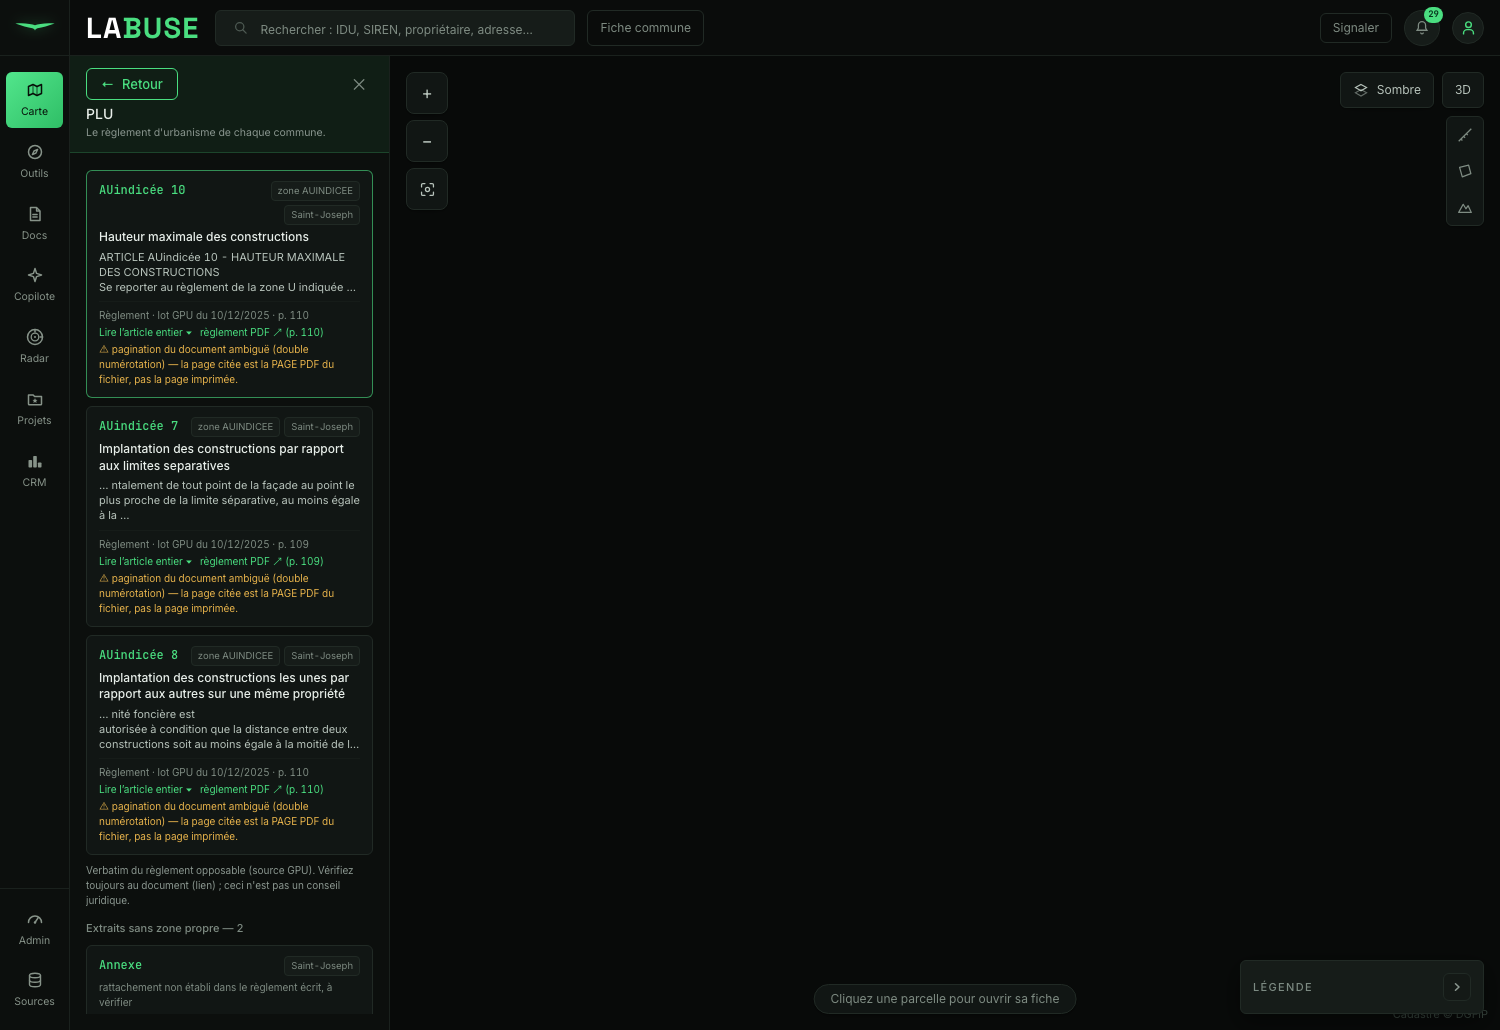 LABUSE
Rechercher : IDU, SIREN, propriétaire, adresse...
Fiche commune
Signaler
29
Carte
Outils
Docs
Copilote
Radar
Projets
CRM
Admin
Sources
← Retour
PLU
Le règlement d'urbanisme de chaque commune.
AUindicée 10
zone AUINDICEE
Saint-Joseph
Hauteur maximale des constructions
ARTICLE AUindicée 10 - HAUTEUR MAXIMALE
DES CONSTRUCTIONS
Se reporter au règlement de la zone U indiquée ...
Règlement · lot GPU du 10/12/2025 · p. 110
Lire l'article entier ▾ règlement PDF ↗ (p. 110)
⚠ pagination du document ambiguë (double
numérotation) — la page citée est la PAGE PDF du
fichier, pas la page imprimée.
AUindicée 7 zone AUINDICEE Saint-Joseph
Implantation des constructions par rapport
aux limites separatives
... ntalement de tout point de la façade au point le
plus proche de la limite séparative, au moins égale
à la ...
Règlement · lot GPU du 10/12/2025 · p. 109
Lire l'article entier ▾ règlement PDF ↗ (p. 109)
⚠ pagination du document ambiguë (double
numérotation) — la page citée est la PAGE PDF du
fichier, pas la page imprimée.
AUindicée 8 zone AUINDICEE Saint-Joseph
Implantation des constructions les unes par
rapport aux autres sur une même propriété
... nité foncière est
autorisée à condition que la distance entre deux
constructions soit au moins égale à la moitié de l...
Règlement · lot GPU du 10/12/2025 · p. 110
Lire l'article entier ▾ règlement PDF ↗ (p. 110)
⚠ pagination du document ambiguë (double
numérotation) — la page citée est la PAGE PDF du
fichier, pas la page imprimée.
Verbatim du règlement opposable (source GPU). Vérifiez
toujours au document (lien) ; ceci n'est pas un conseil
juridique.
Extraits sans zone propre — 2
Annexe Saint-Joseph
rattachement non établi dans le règlement écrit, à
vérifier
+
−
Sombre
3D
Cliquez une parcelle pour ouvrir sa fiche
LÉGENDE
Cadastre © DGFiP